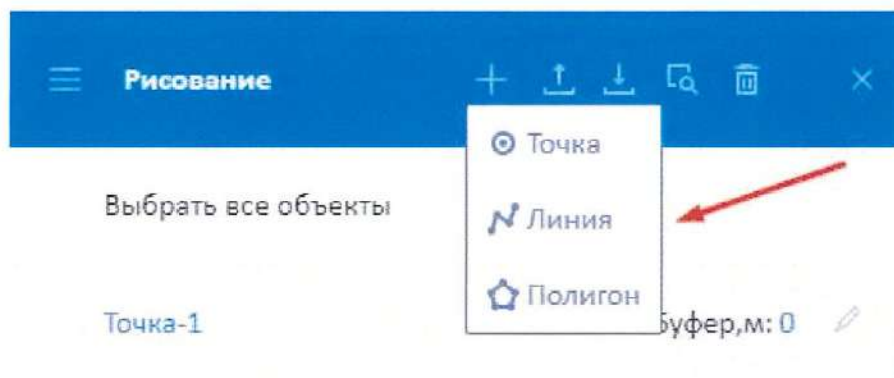 Рисование
Точка
Выбрать все объекты
Линия
Полигон
Точка-1
буфер,м: 0